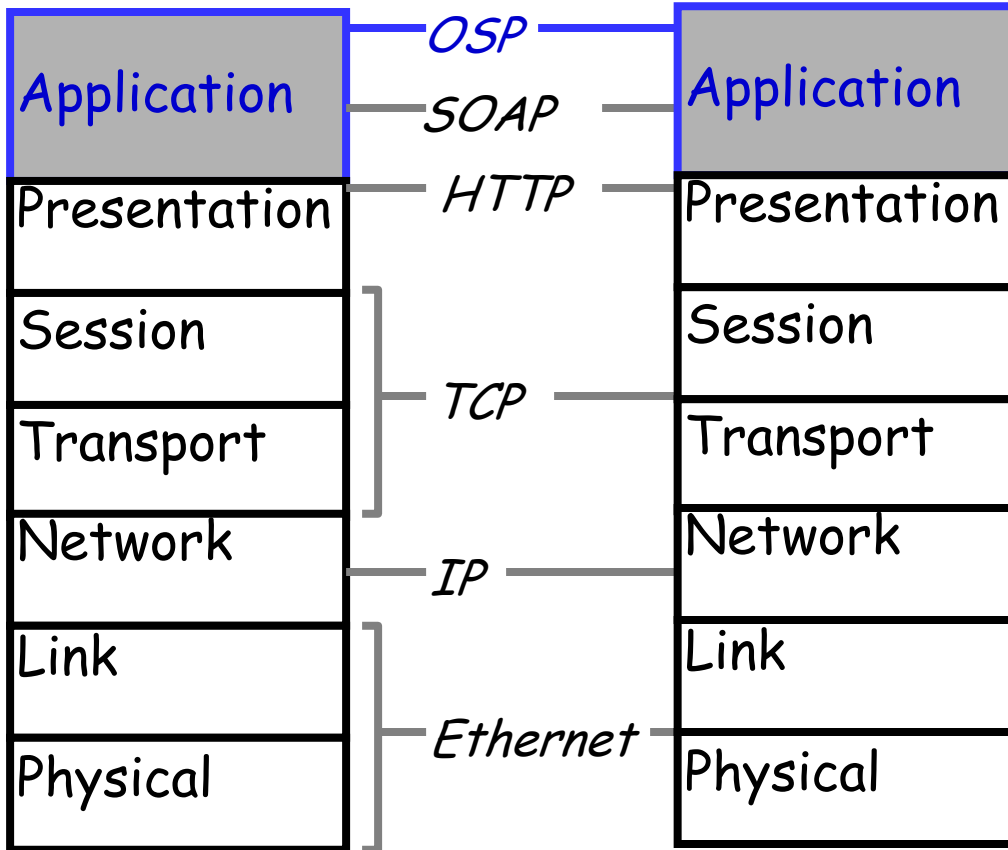 OSP
Application
Application
SOAP
HTTP
Presentation
Presentation
Session
Session
TCP
Transport
Transport
Network
Network
IP
Link
Link
Ethernet
Physical
Physical